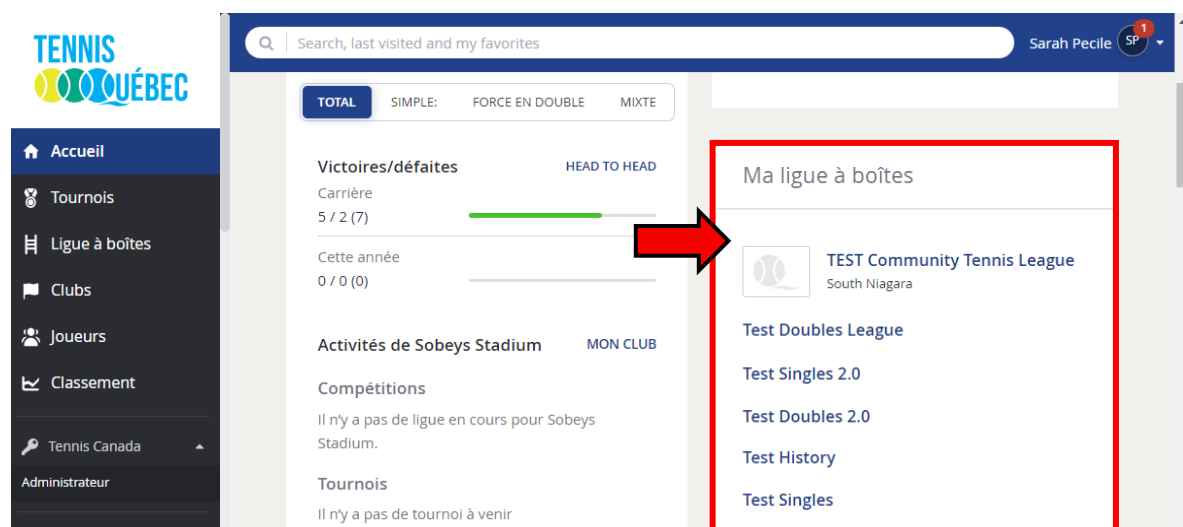 TENNIS
QUÉBEC
Search, last visited and my favorites
Sarah Pecile
SP
1
Accueil
Tournois
Ligue à boîtes
Clubs
Joueurs
Classement
Tennis Canada
Administrateur
TOTAL SIMPLE: FORCE EN DOUBLE MIXTE
Victoires/défaites HEAD TO HEAD
Carrière
5 / 2 (7)
Cette année
0 / 0 (0)
Activités de Sobeys Stadium MON CLUB
Compétitions
Il n'y a pas de ligue en cours pour Sobeys
Stadium.
Tournois
Il n'y a pas de tournoi à venir
Ma ligue à boîtes
TEST Community Tennis League
South Niagara
Test Doubles League
Test Singles 2.0
Test Doubles 2.0
Test History
Test Singles